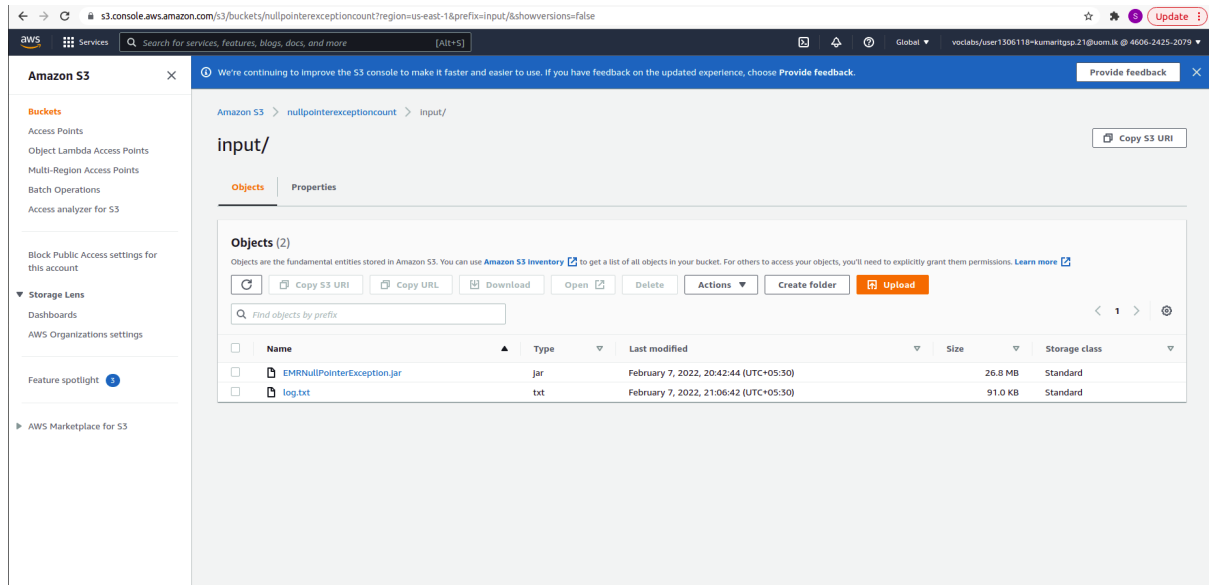 s3.console.aws.amazon.com/s3/buckets/nullpointerexceptioncount?region=us-east-1&prefix=input/&showversions=false
S
Update
aws
Services
Search for services, features, blogs, docs, and more
[Alt+S]
Global
voclabs/user1306118=kumaritgsp.21@uom.lk @ 4606-2425-2079
Amazon S3
We're continuing to improve the S3 console to make it faster and easier to use. If you have feedback on the updated experience, choose Provide feedback.
Provide feedback
Buckets
Access Points
Object Lambda Access Points
Multi-Region Access Points
Batch Operations
Access analyzer for S3
Block Public Access settings for
this account
Storage Lens
Dashboards
AWS Organizations settings
Feature spotlight 3
AWS Marketplace for S3
Amazon S3 > nullpointerexceptioncount > input/
input/
Copy S3 URI
Objects
Properties
Objects (2)
Objects are the fundamental entities stored in Amazon S3. You can use Amazon S3 Inventory to get a list of all objects in your bucket. For others to access your objects, you'll need to explicitly grant them permissions. Learn more
Copy S3 URI Copy URL Download Open Delete Actions Create folder Upload
Find objects by prefix
1
Name Type Last modified Size Storage class
EMRNullPointerException.jar jar February 7, 2022, 20:42:44 (UTC+05:30) 26.8 MB Standard
log.txt txt February 7, 2022, 21:06:42 (UTC+05:30) 91.0 KB Standard